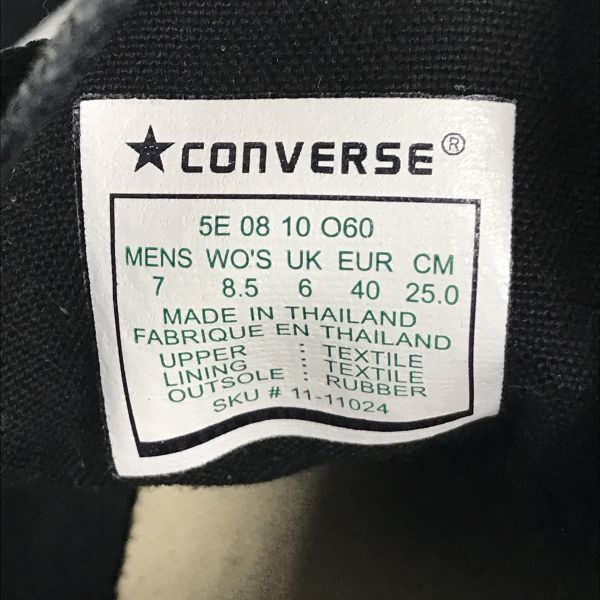 ★CONVERSE®
5E 08 10 O60
MENS WO'S UK EUR CM
7 8.5 6 40 25.0
MADE IN THAILAND
FABRIQUE EN THAILAND
UPPER : TEXTILE
LINING : TEXTILE
OUTSOLE : RUBBER
SKU # 11-11024